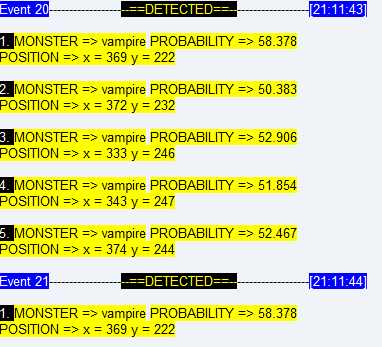 Event 20-----------------==DETECTED==-------------------[21:11:43]
1. MONSTER => vampire PROBABILITY => 58.378
POSITION => x = 369 y = 222
2. MONSTER => vampire PROBABILITY => 50.383
POSITION => x = 372 y = 232
3. MONSTER => vampire PROBABILITY => 52.906
POSITION => x = 333 y = 246
4. MONSTER => vampire PROBABILITY => 51.854
POSITION => x = 343 y = 247
5. MONSTER => vampire PROBABILITY => 52.467
POSITION => x = 374 y = 244
Event 21-----------------==DETECTED==-------------------[21:11:44]
1. MONSTER => vampire PROBABILITY => 58.378
POSITION => x = 369 y = 222